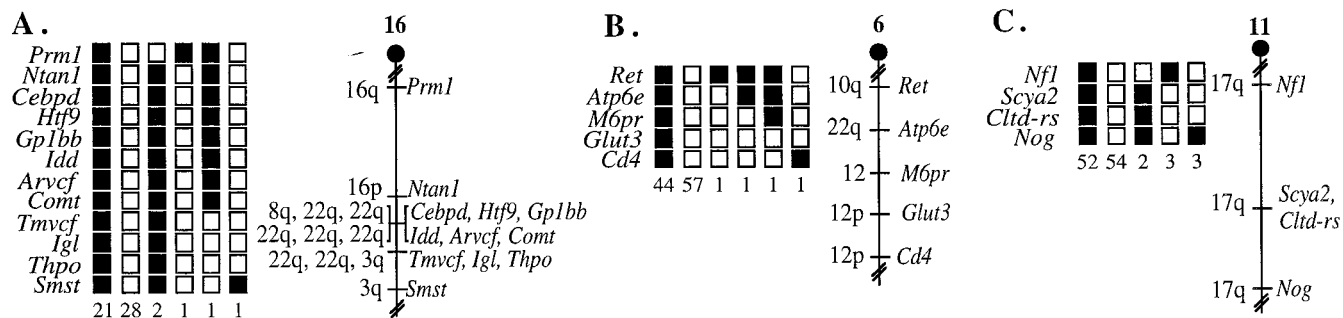 A.
Prm1
Ntan1
Cebpd
Htf9
Gp1bb
Idd
Arvcf
Comt
Tmvcf
Igl
Thpo
Smst
21 28 2 1 1 1
16
16q Prm1
16p Ntan1
8q, 22q, 22q Cebpd, Htf9, Gp1bb
22q, 22q, 22q Idd, Arvcf, Comt
22q, 22q, 3q Tmvcf, Igl, Thpo
3q Smst
B.
Ret
Atp6e
M6pr
Glut3
Cd4
44 57 1 1 1 1
6
10q Ret
22q Atp6e
12 M6pr
12p Glut3
12p Cd4
C.
Nf1
Scya2
Cltd-rs
Nog
52 54 2 3 3
11
17q Nf1
17q Scya2,
Cltd-rs
17q Nog